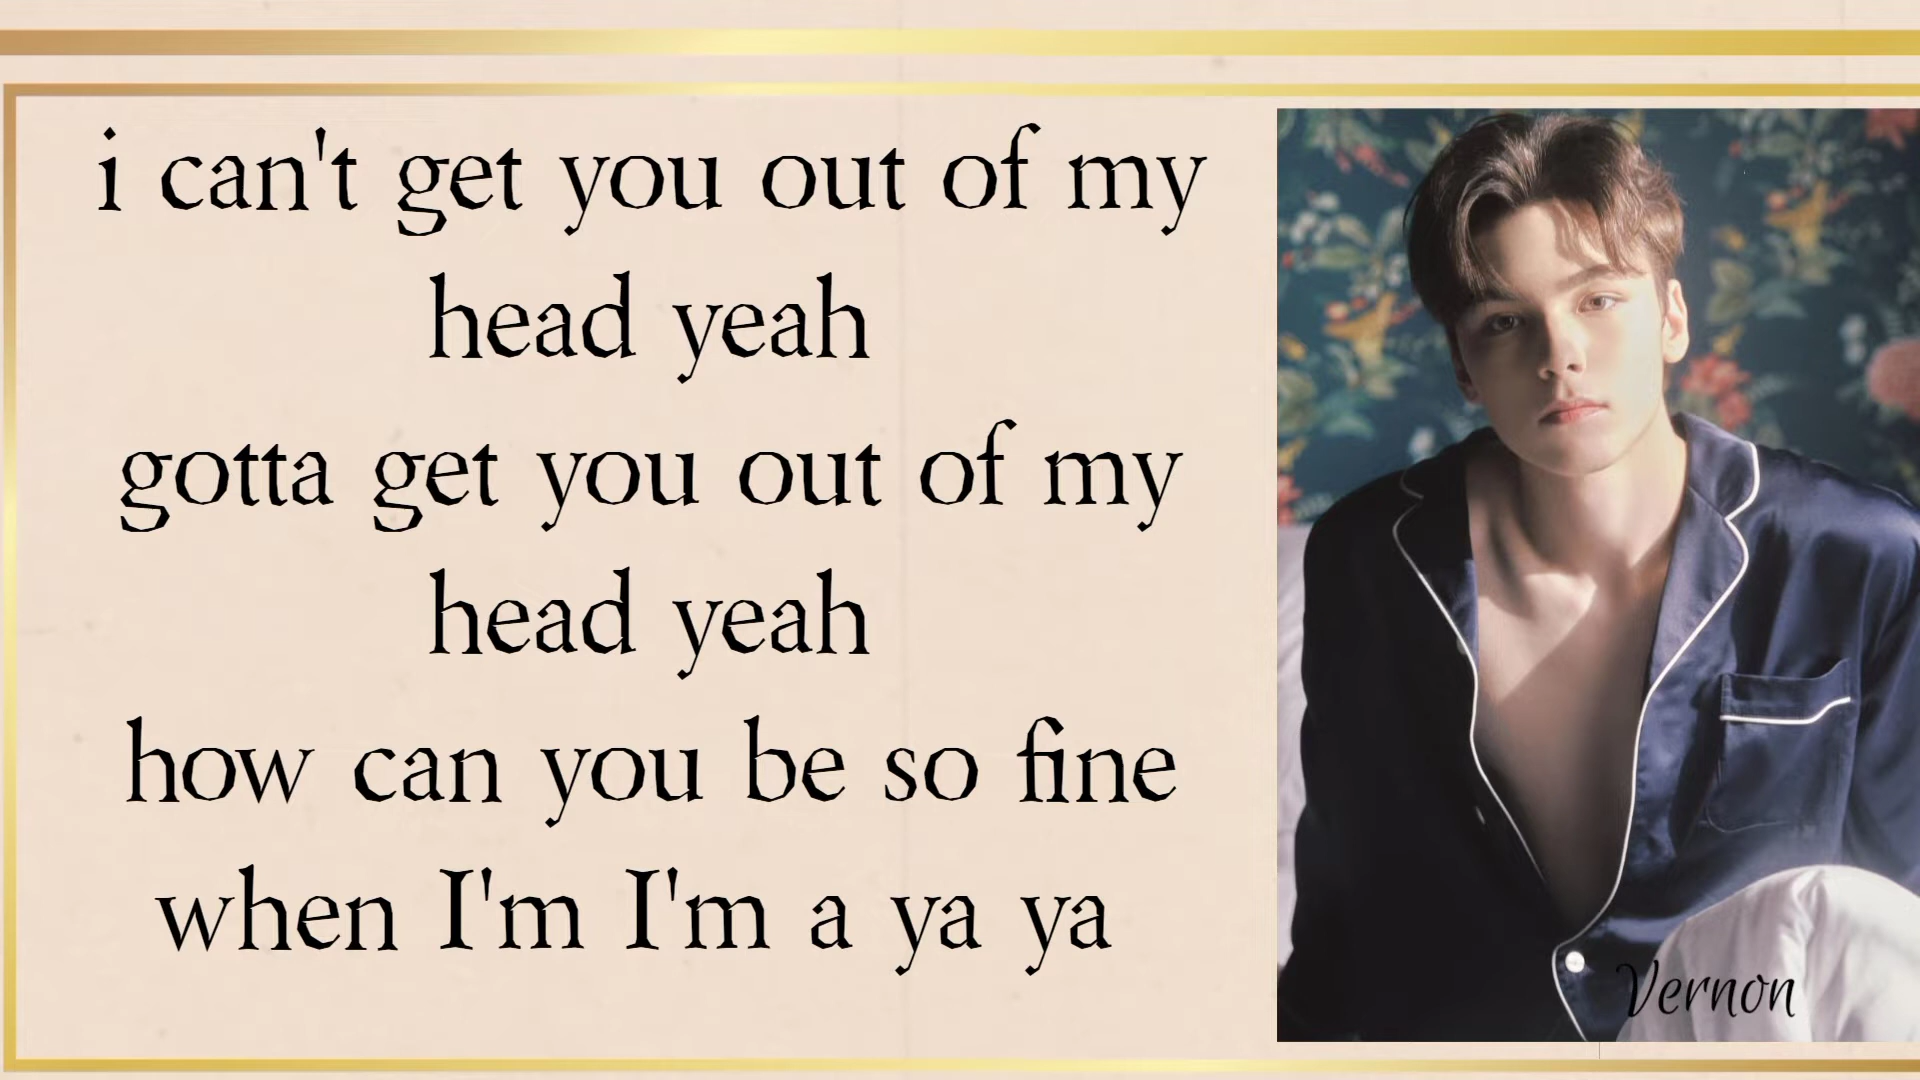 i can't get you out of my
head yeah
gotta get you out of my
head yeah
how can you be so fine
when I'm I'm a ya ya
Vernon